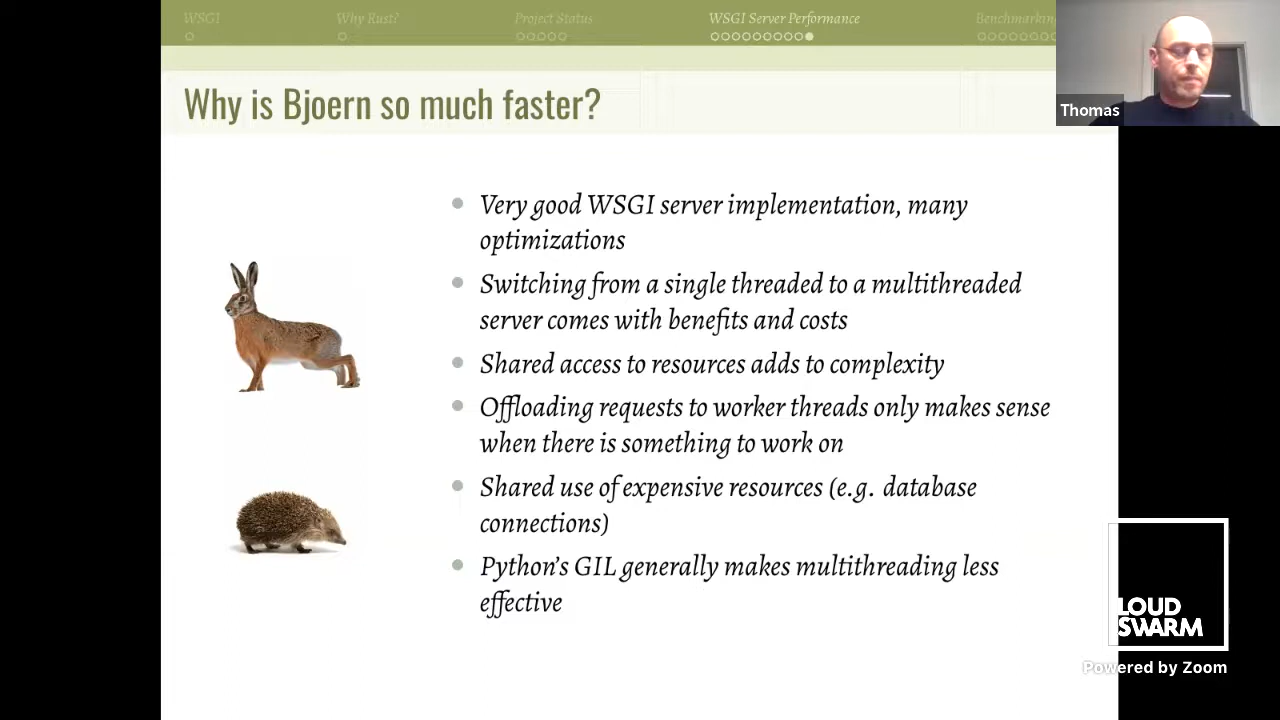 WSGI
Why Rust?
Project Status
WSGI Server Performance
Benchmarking
Thomas
Why is Bjoern so much faster?
Very good WSGI server implementation, many
optimizations
Switching from a single threaded to a multithreaded
server comes with benefits and costs
Shared access to resources adds to complexity
Offloading requests to worker threads only makes sense
when there is something to work on
Shared use of expensive resources (e.g. database
connections)
Python's GIL generally makes multithreading less
effective
LOUD
SWARM
Powered by Zoom